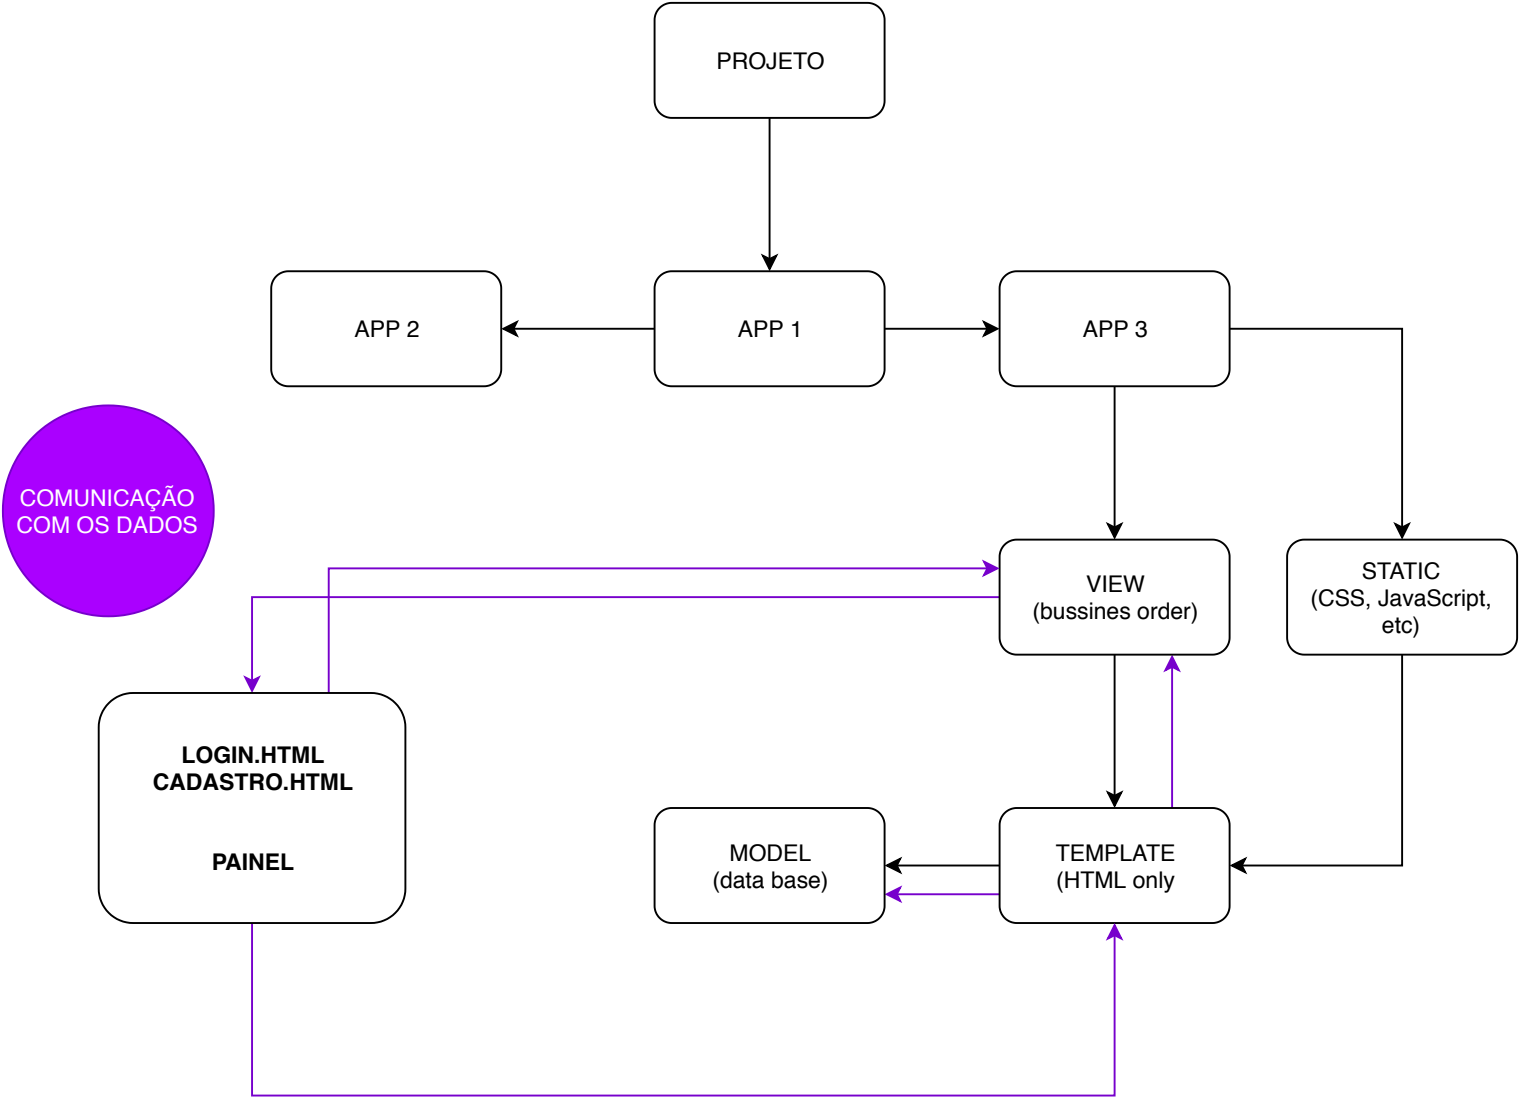 PROJETO
APP 2
APP 1
APP 3
COMUNICAÇÃO
COM OS DADOS
VIEW
(bussines order)
STATIC
(CSS, JavaScript,
etc)
LOGIN.HTML
CADASTRO.HTML
PAINEL
MODEL
(data base)
TEMPLATE
(HTML only